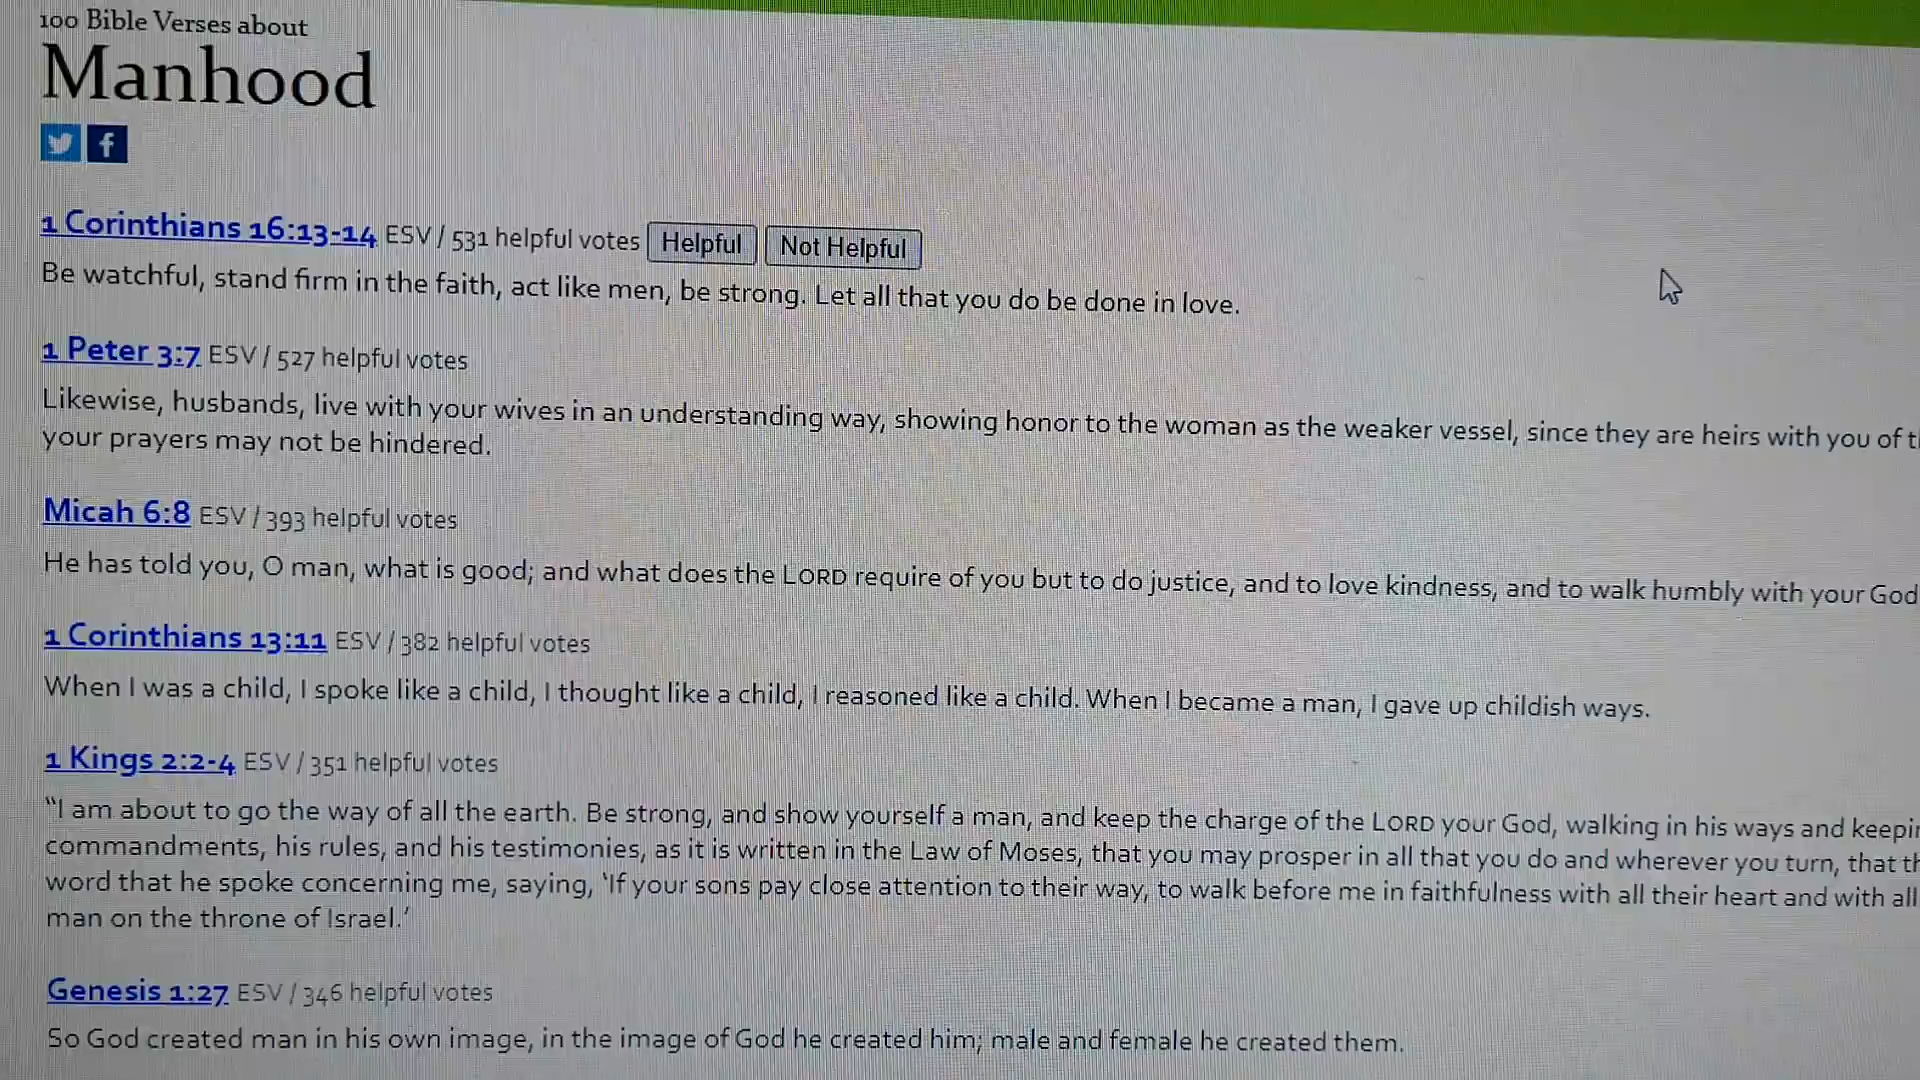 100 Bible Verses about
Manhood
1 Corinthians 16:13-14 ESV / 531 helpful votes Helpful Not Helpful
Be watchful, stand firm in the faith, act like men, be strong. Let all that you do be done in love.
1 Peter 3:7 ESV / 527 helpful votes
Likewise, husbands, live with your wives in an understanding way, showing honor to the woman as the weaker vessel, since they are heirs with you of
your prayers may not be hindered.
Micah 6:8 ESV / 393 helpful votes
He has told you, O man, what is good; and what does the LORD require of you but to do justice, and to love kindness, and to walk humbly with your God
1 Corinthians 13:11 ESV / 382 helpful votes
When I was a child, I spoke like a child, I thought like a child, I reasoned like a child. When I became a man, I gave up childish ways.
1 Kings 2:2-4 ESV / 351 helpful votes
“I am about to go the way of all the earth. Be strong, and show yourself a man, and keep the charge of the LORD your God, walking in his ways and
commandments, his rules, and his testimonies, as it is written in the Law of Moses, that you may prosper in all that you do and wherever you turn, that
word that he spoke concerning me, saying, ‘If your sons pay close attention to their way, to walk before me in faithfulness with all their heart and with all
man on the throne of Israel.’
Genesis 1:27 ESV / 346 helpful votes
So God created man in his own image, in the image of God he created him; male and female he created them.